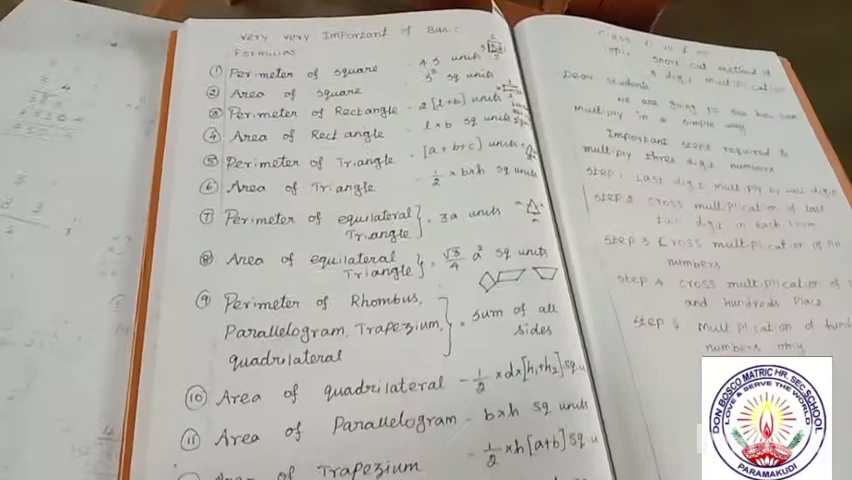 very very Important of Basic
Formulas
① Perimeter of square - 4 s units
② Area of square - s² sq units
③ Perimeter of Rectangle - 2[l+b] units
④ Area of Rectangle - l×b sq units
⑤ Perimeter of Triangle - [a+b+c] units
⑥ Area of Triangle - 1/2 × b×h sq units
⑦ Perimeter of equilateral
Triangle } = 3a units
⑧ Area of equilateral
Triangle } = √3/4 a² sq units
⑨ Perimeter of Rhombus,
Parallelogram, Trapezium, } = sum of all
quadrilateral sides
⑩ Area of quadrilateral - 1/2 × d×[h₁+h₂] sq.u
⑪ Area of Parallelogram - b×h sq units
Area of Trapezium - 1/2 ×h[a+b] sq u
short cut method of
3 digit multiplication
Dear students
we are going to see how can
multiply in a simple way
Important steps required to
multiply three digit numbers
Step 1 Last digit multiply by last digit
Step 2 cross multiplication of last
two digit in each
Step 3 cross multiplication of
numbers
Step 4 cross multiplication of
and hundreds Place
Step 5 Multiplication of
numbers only
DON BOSCO MATRIC HR. SEC. SCHOOL
LOVE & SERVE THE WORLD
PARAMAKUDI